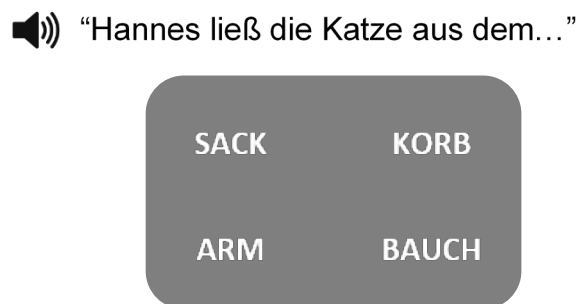 “Hannes ließ die Katze aus dem…”
SACK KORB
ARM BAUCH